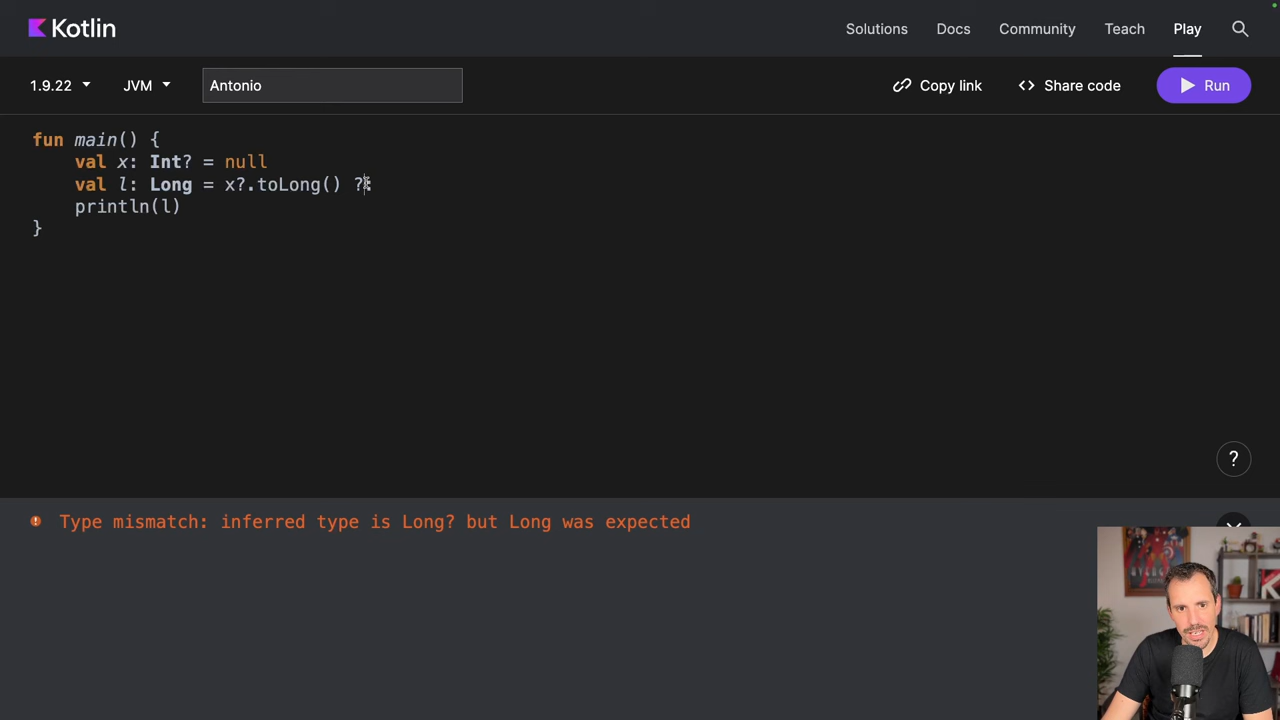 Kotlin
Solutions Docs Community Teach Play
1.9.22 JVM Antonio Copy link Share code Run
fun main() {
    val x: Int? = null
    val l: Long = x?.toLong() ?:
    println(l)
}
?
Type mismatch: inferred type is Long? but Long was expected